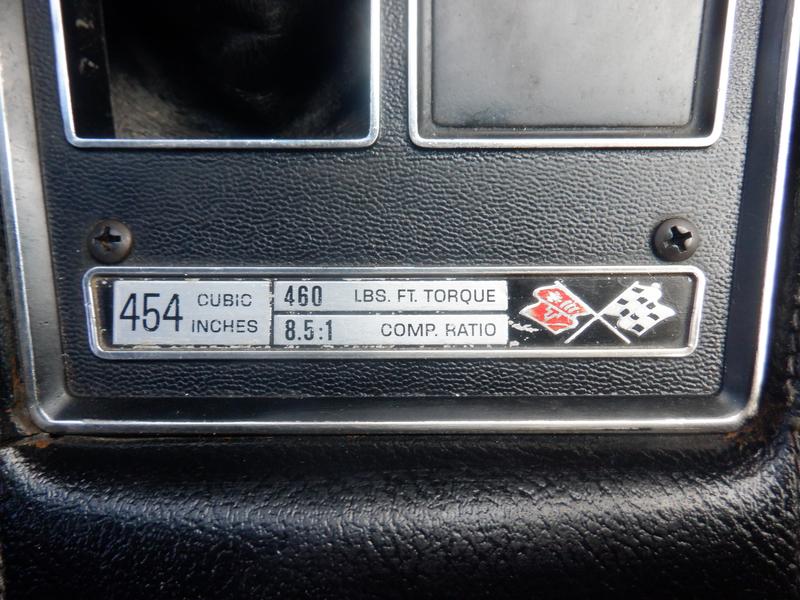 454 CUBIC INCHES
460 LBS. FT. TORQUE
8.5:1 COMP. RATIO